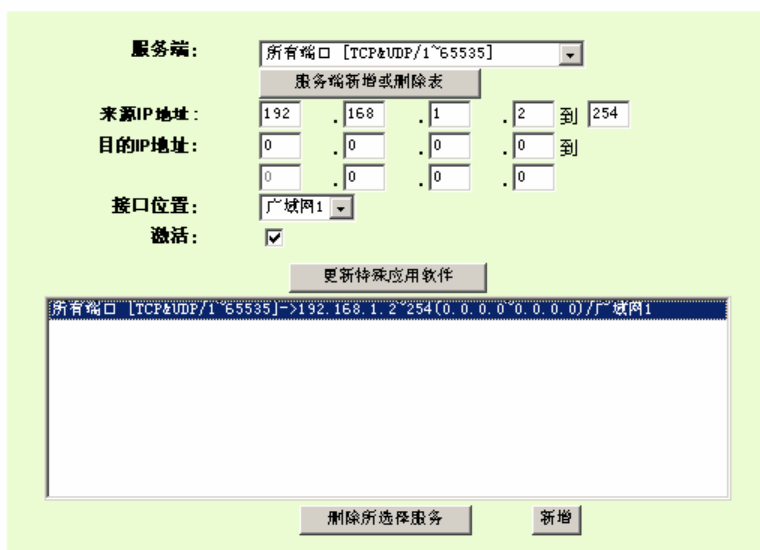 服务端: 所有端口 [TCP&UDP/1~65535]
服务端新增或删除表
来源IP地址: 192 . 168 . 1 . 2 到 254
目的IP地址: 0 . 0 . 0 . 0 到
0 . 0 . 0 . 0
接口位置: 广域网1
激活:
更新特殊应用软件
所有端口 [TCP&UDP/1~65535]->192.168.1.2~254(0.0.0.0~0.0.0.0)/广域网1
删除所选择服务 新增